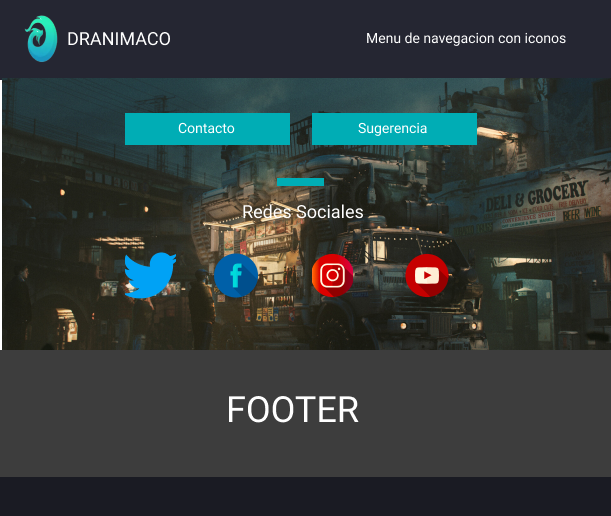 DRANIMACO
Menu de navegacion con iconos
Contacto
Sugerencia
Redes Sociales
DELI & GROCERY
BEER WINE
FOOTER